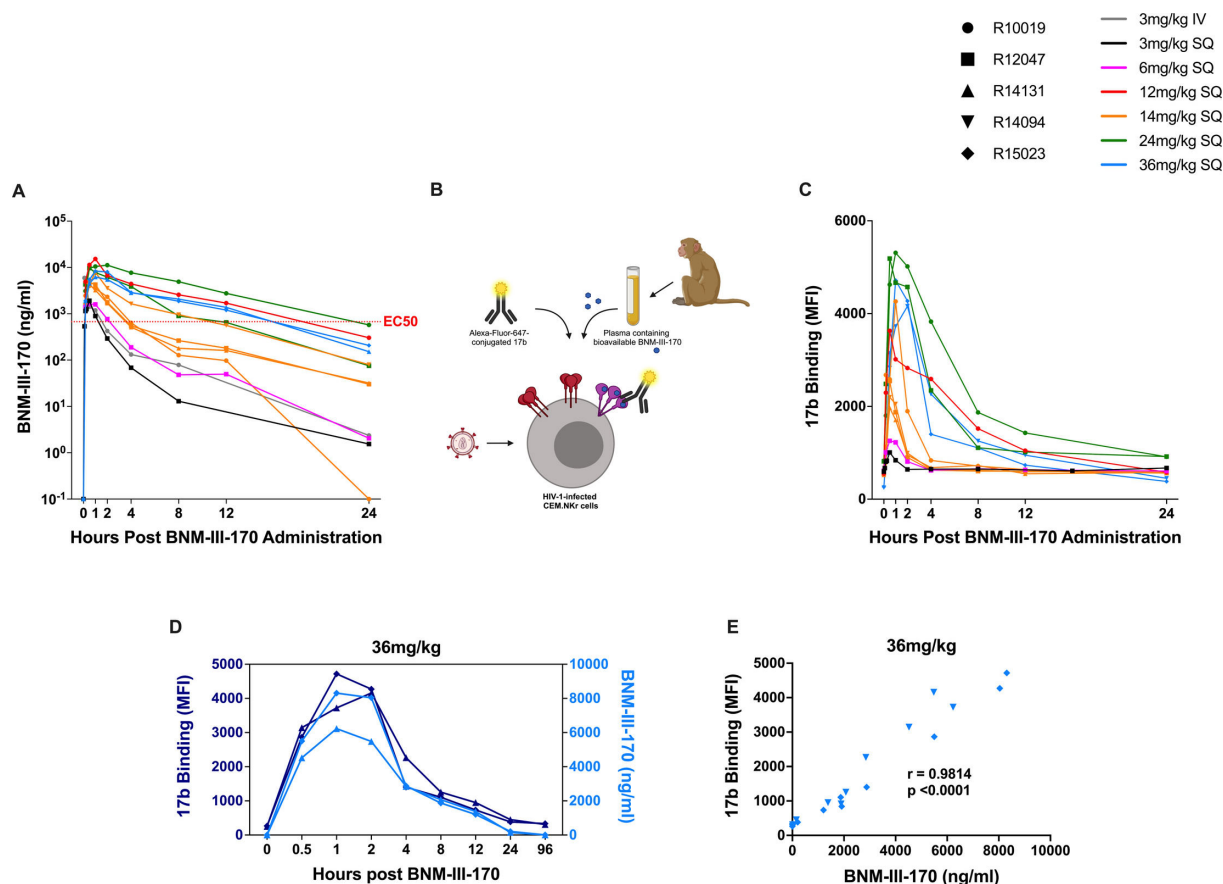 R10019
R12047
R14131
R14094
R15023
3mg/kg IV
3mg/kg SQ
6mg/kg SQ
12mg/kg SQ
14mg/kg SQ
24mg/kg SQ
36mg/kg SQ
A
BNM-III-170 (ng/ml)
10^5
10^4
10^3
10^2
10^1
10^0
10^-1
EC50
0 1 2 4 8 12 24
Hours Post BNM-III-170 Administration
B
Alexa-Fluor-647-
conjugated 17b
Plasma containing
bioavailable BNM-III-170
HIV-1-infected
CEM.NKr cells
C
17b Binding (MFI)
6000
4000
2000
0
0 1 2 4 8 12 24
Hours Post BNM-III-170 Administration
D
36mg/kg
17b Binding (MFI)
5000
4000
3000
2000
1000
0
10000
8000
6000
4000
2000
0
BNM-III-170 (ng/ml)
0 0.5 1 2 4 8 12 24 96
Hours post BNM-III-170
E
36mg/kg
17b Binding (MFI)
5000
4000
3000
2000
1000
0
r = 0.9814
p <0.0001
0 2000 4000 6000 8000 10000
BNM-III-170 (ng/ml)